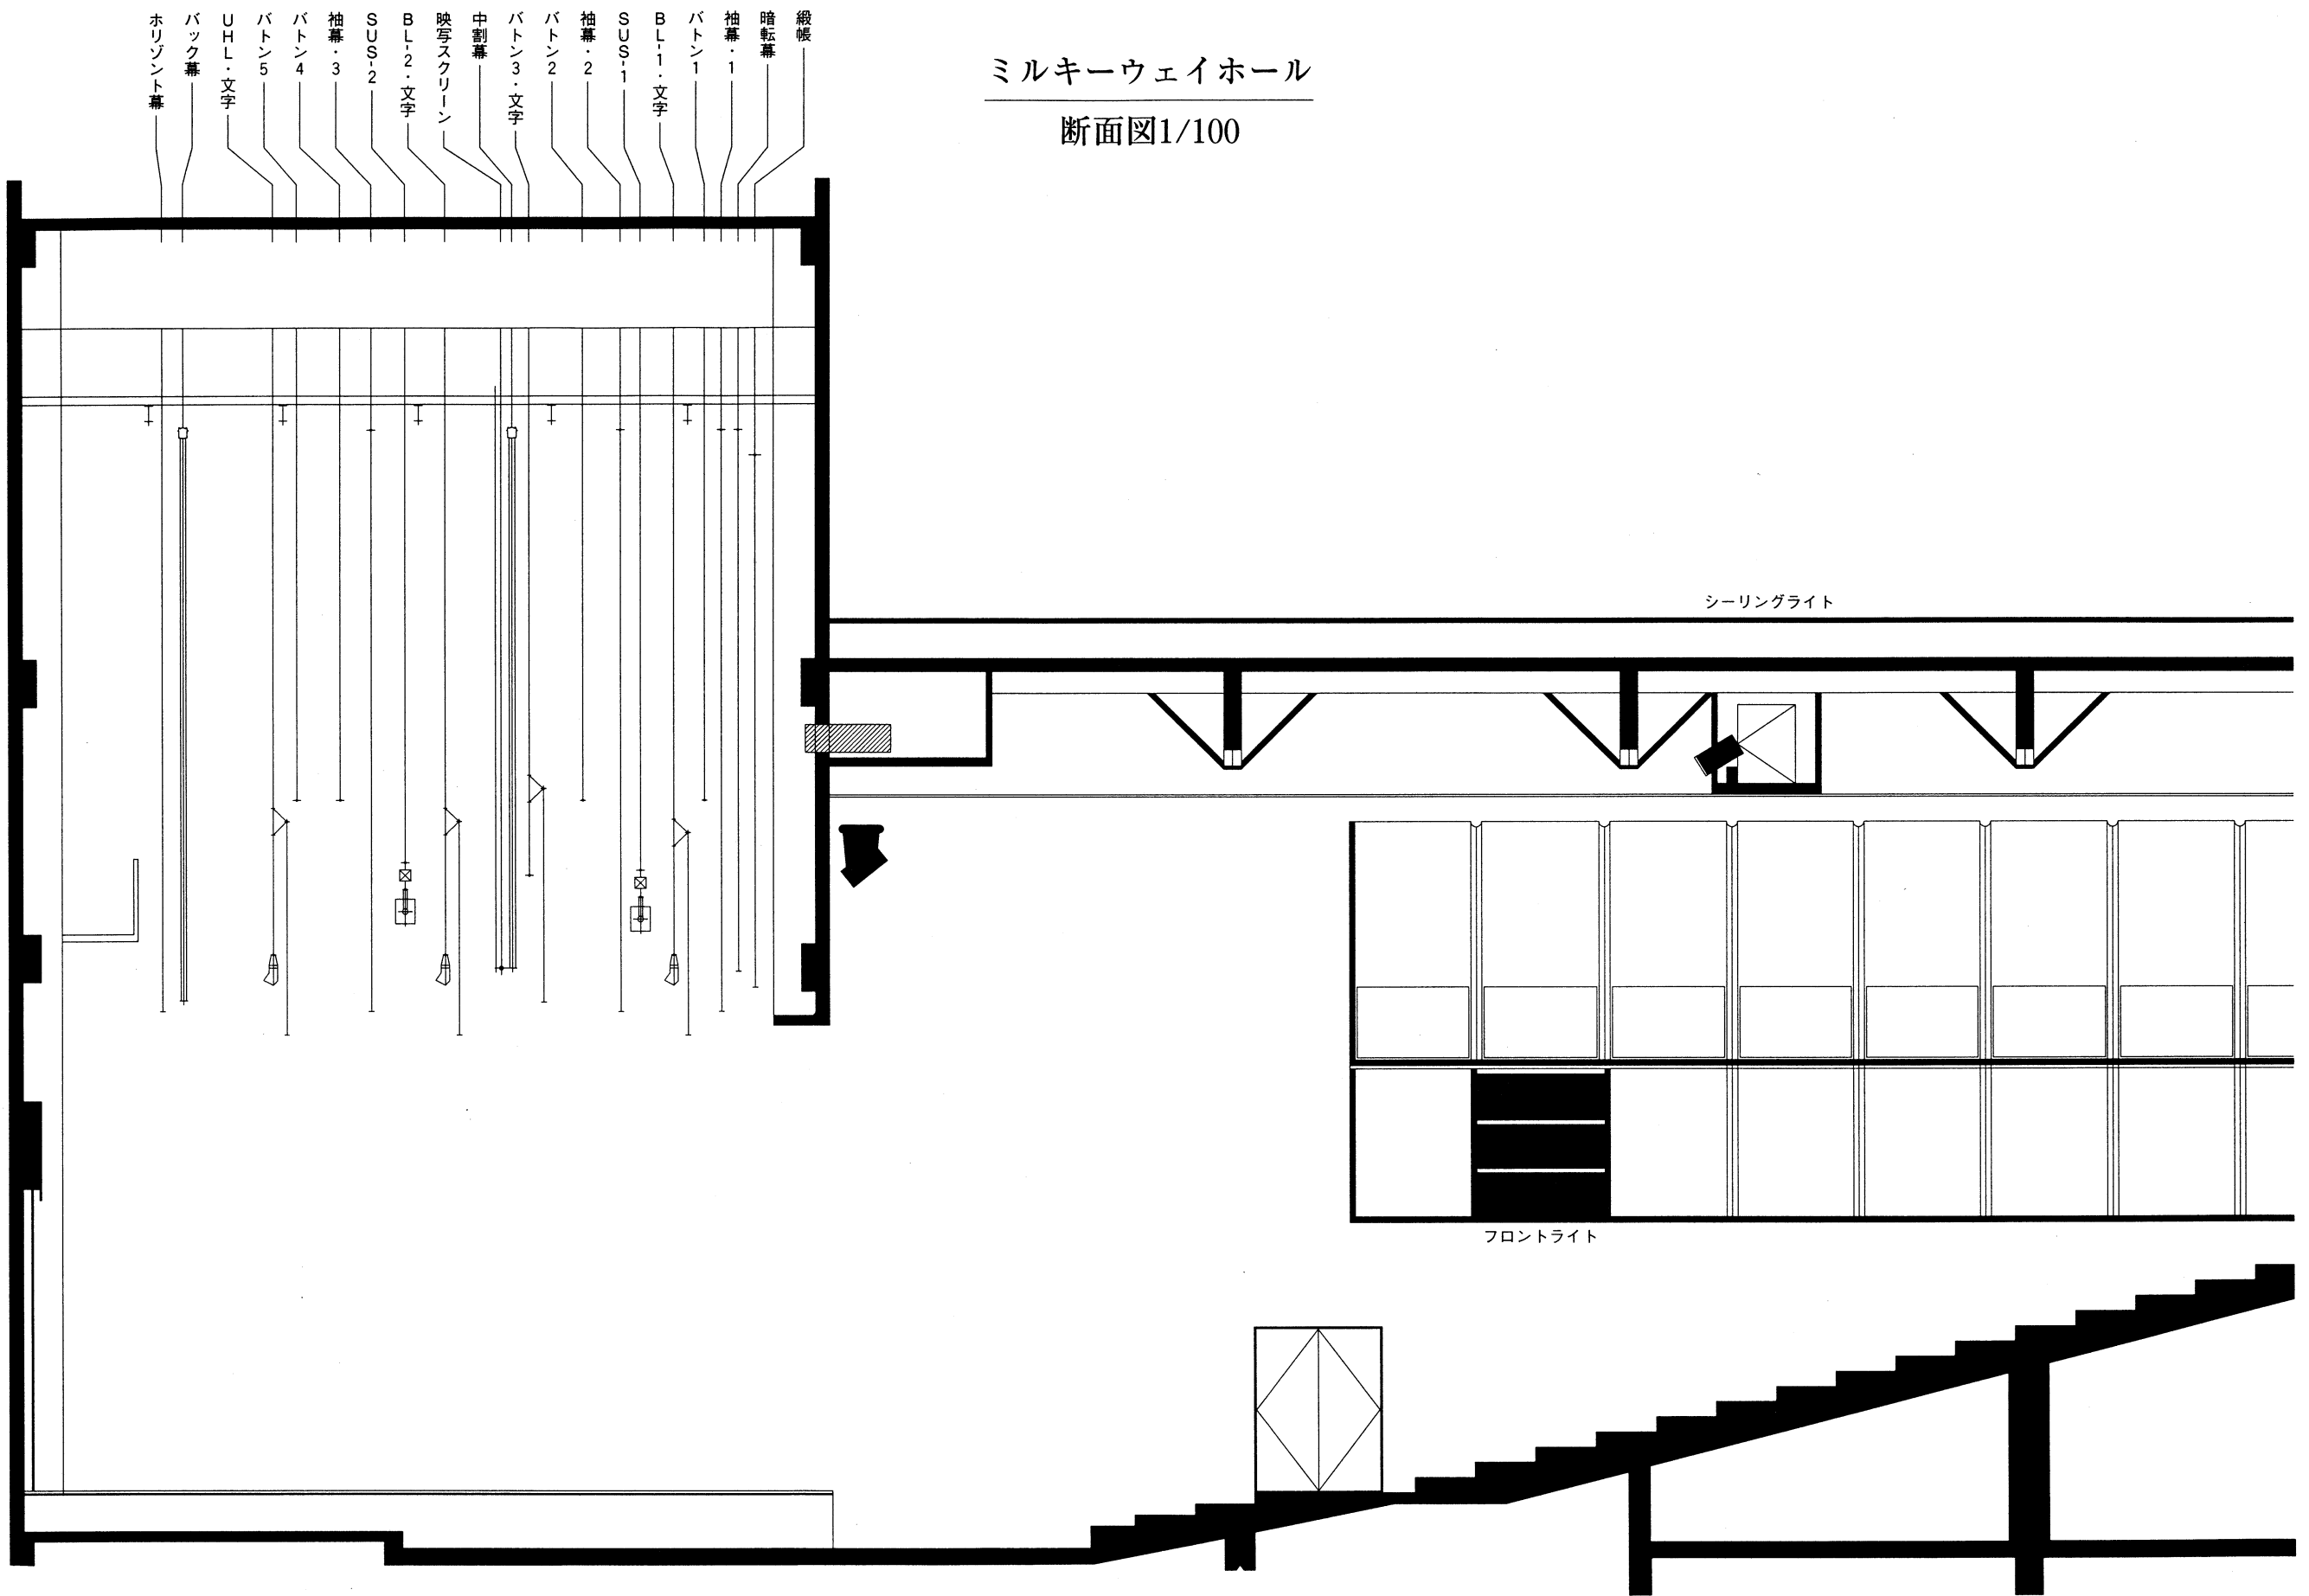 ホリゾント幕
バック幕
UHL・文字
バトン5
バトン4
袖幕・3
SUS-2
BL-2・文字
映写スクリーン
中割幕
バトン3・文字
バトン2
袖幕・2
SUS-1
BL-1・文字
バトン1
袖幕・1
暗転幕
緞帳
ミルキーウェイホール
断面図1/100
シーリングライト
フロントライト